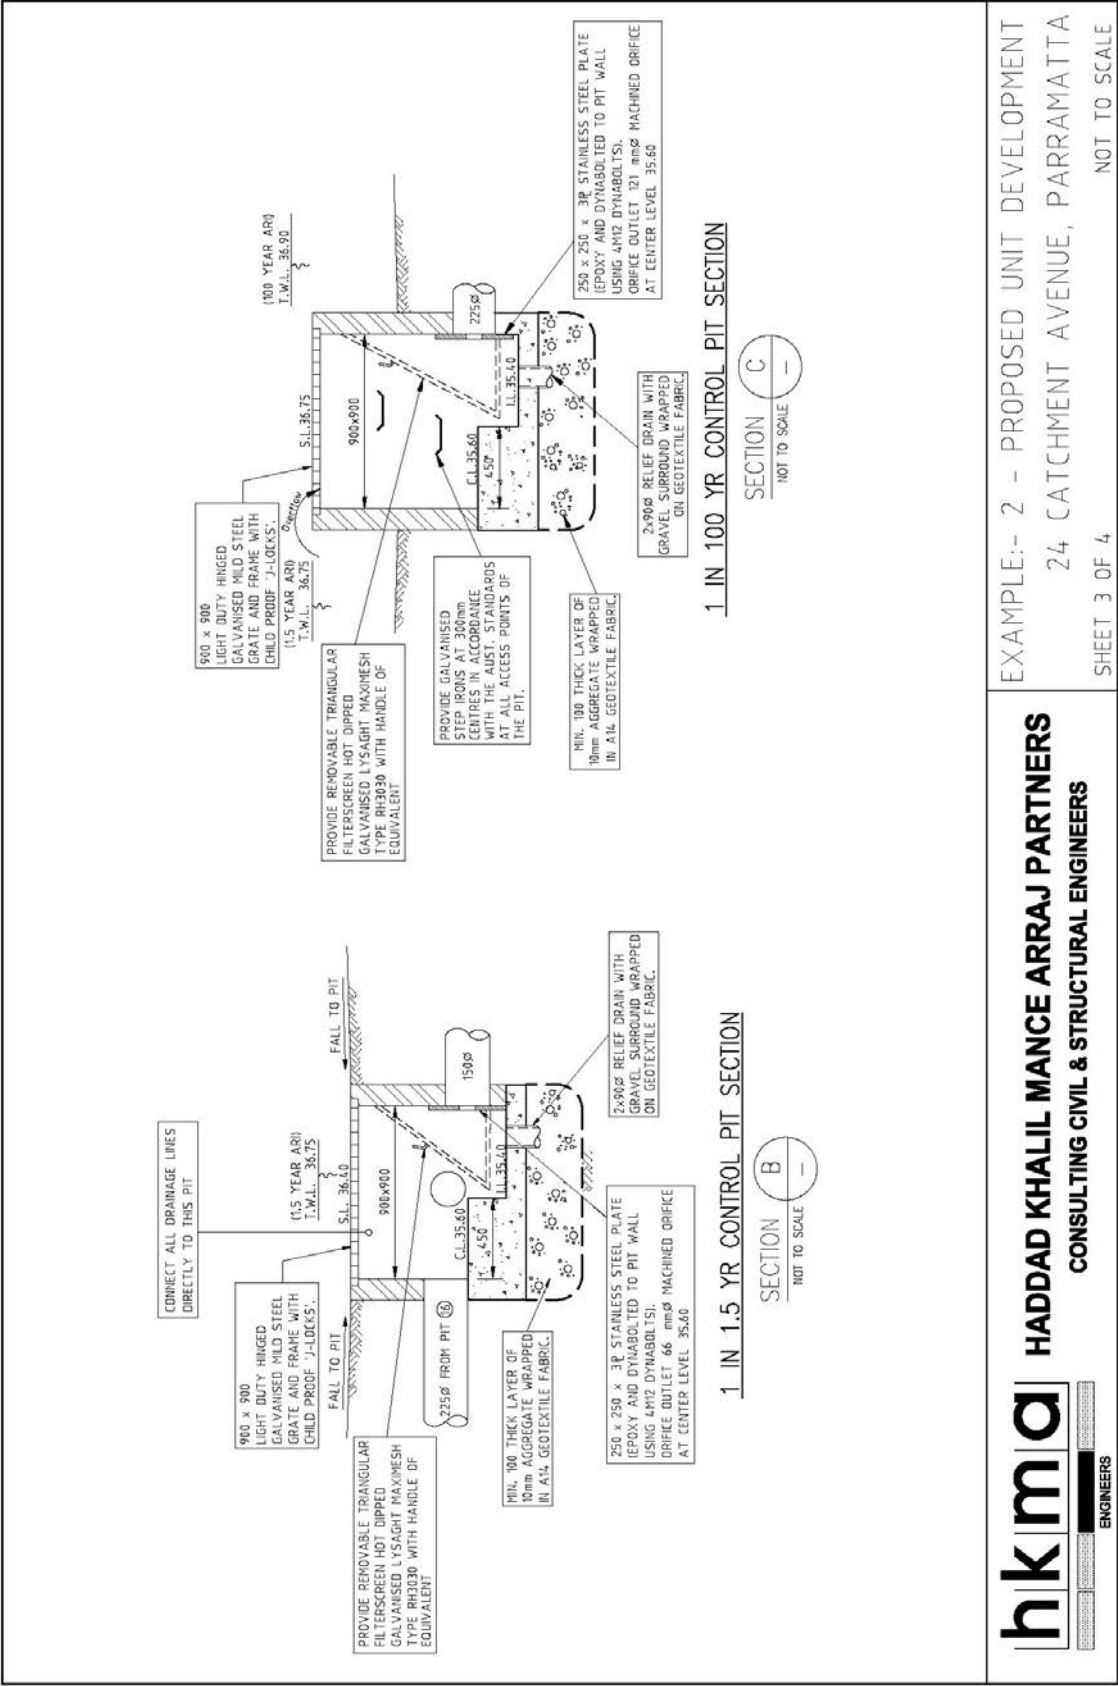 CONNECT ALL DRAINAGE LINES
DIRECTLY TO THIS PIT
900 x 900
LIGHT DUTY HINGED
GALVANISED MILD STEEL
GRATE AND FRAME WITH
CHILD PROOF 'J-LOCKS'.
(1.5 YEAR ARI)
T.W.L. 36.75
S.L. 36.40
FALL TO PIT
FALL TO PIT
900x900
PROVIDE REMOVABLE TRIANGULAR
FILTERSCREEN HOT DIPPED
GALVANISED LYSAGHT MAXIMESH
TYPE RH3030 WITH HANDLE OF
EQUIVALENT
225Ø FROM PIT 16
C.L.35.60
450
I.L.35.40
150Ø
MIN. 100 THICK LAYER OF
10mm AGGREGATE WRAPPED
IN A14 GEOTEXTILE FABRIC.
2x90Ø RELIEF DRAIN WITH
GRAVEL SURROUND WRAPPED
ON GEOTEXTILE FABRIC.
250 x 250 x 3PL STAINLESS STEEL PLATE
(EPOXY AND DYNABOLTED TO PIT WALL
USING 4M12 DYNABOLTS).
ORIFICE OUTLET 66 mmØ MACHINED ORIFICE
AT CENTER LEVEL 35.60
1 IN 1.5 YR CONTROL PIT SECTION
SECTION B
NOT TO SCALE –
900 x 900
LIGHT DUTY HINGED
GALVANISED MILD STEEL
GRATE AND FRAME WITH
CHILD PROOF 'J-LOCKS'.
Overflow
(1.5 YEAR ARI)
T.W.L. 36.75
S.L.36.75
(100 YEAR ARI)
T.W.L. 36.90
900x900
PROVIDE REMOVABLE TRIANGULAR
FILTERSCREEN HOT DIPPED
GALVANISED LYSAGHT MAXIMESH
TYPE RH3030 WITH HANDLE OF
EQUIVALENT
PROVIDE GALVANISED
STEP IRONS AT 300mm
CENTRES IN ACCORDANCE
WITH THE AUST. STANDARDS
AT ALL ACCESS POINTS OF
THE PIT.
C.L.35.60
450
I.L.35.40
225Ø
MIN. 100 THICK LAYER OF
10mm AGGREGATE WRAPPED
IN A14 GEOTEXTILE FABRIC.
2x90Ø RELIEF DRAIN WITH
GRAVEL SURROUND WRAPPED
ON GEOTEXTILE FABRIC.
250 x 250 x 3PL STAINLESS STEEL PLATE
(EPOXY AND DYNABOLTED TO PIT WALL
USING 4M12 DYNABOLTS).
ORIFICE OUTLET 121 mmØ MACHINED ORIFICE
AT CENTER LEVEL 35.60
1 IN 100 YR CONTROL PIT SECTION
SECTION C
NOT TO SCALE –
hkma
ENGINEERS
HADDAD KHALIL MANCE ARRAJ PARTNERS
CONSULTING CIVIL & STRUCTURAL ENGINEERS
EXAMPLE:- 2 - PROPOSED UNIT DEVELOPMENT
24 CATCHMENT AVENUE, PARRAMATTA
SHEET 3 OF 4
NOT TO SCALE